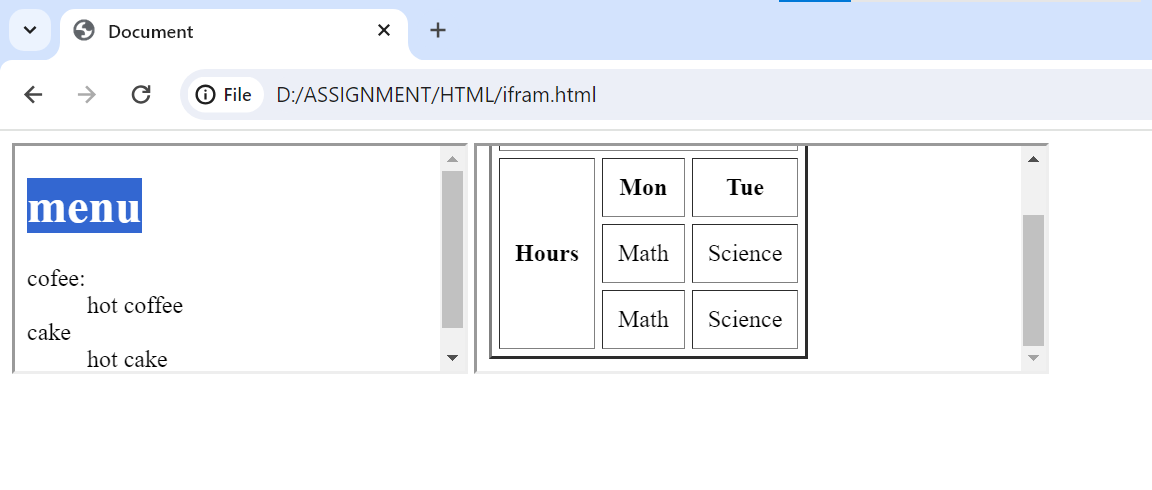 Document
File D:/ASSIGNMENT/HTML/ifram.html
menu
cofee:
hot coffee
cake
hot cake
Hours Mon Tue
Math Science
Math Science